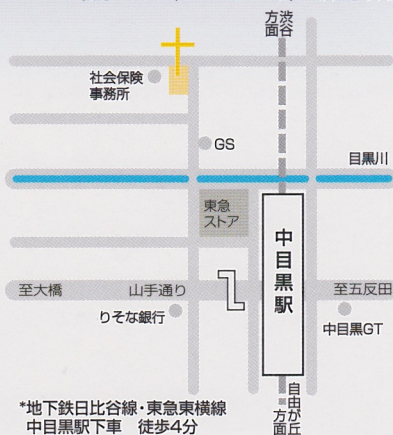 渋谷
方面
社会保険
事務所
GS
目黒川
東急
ストア
中目黒駅
至大橋
山手通り
至五反田
りそな銀行
中目黒GT
自由が丘
方面
*地下鉄日比谷線・東急東横線
中目黒駅下車 徒歩4分